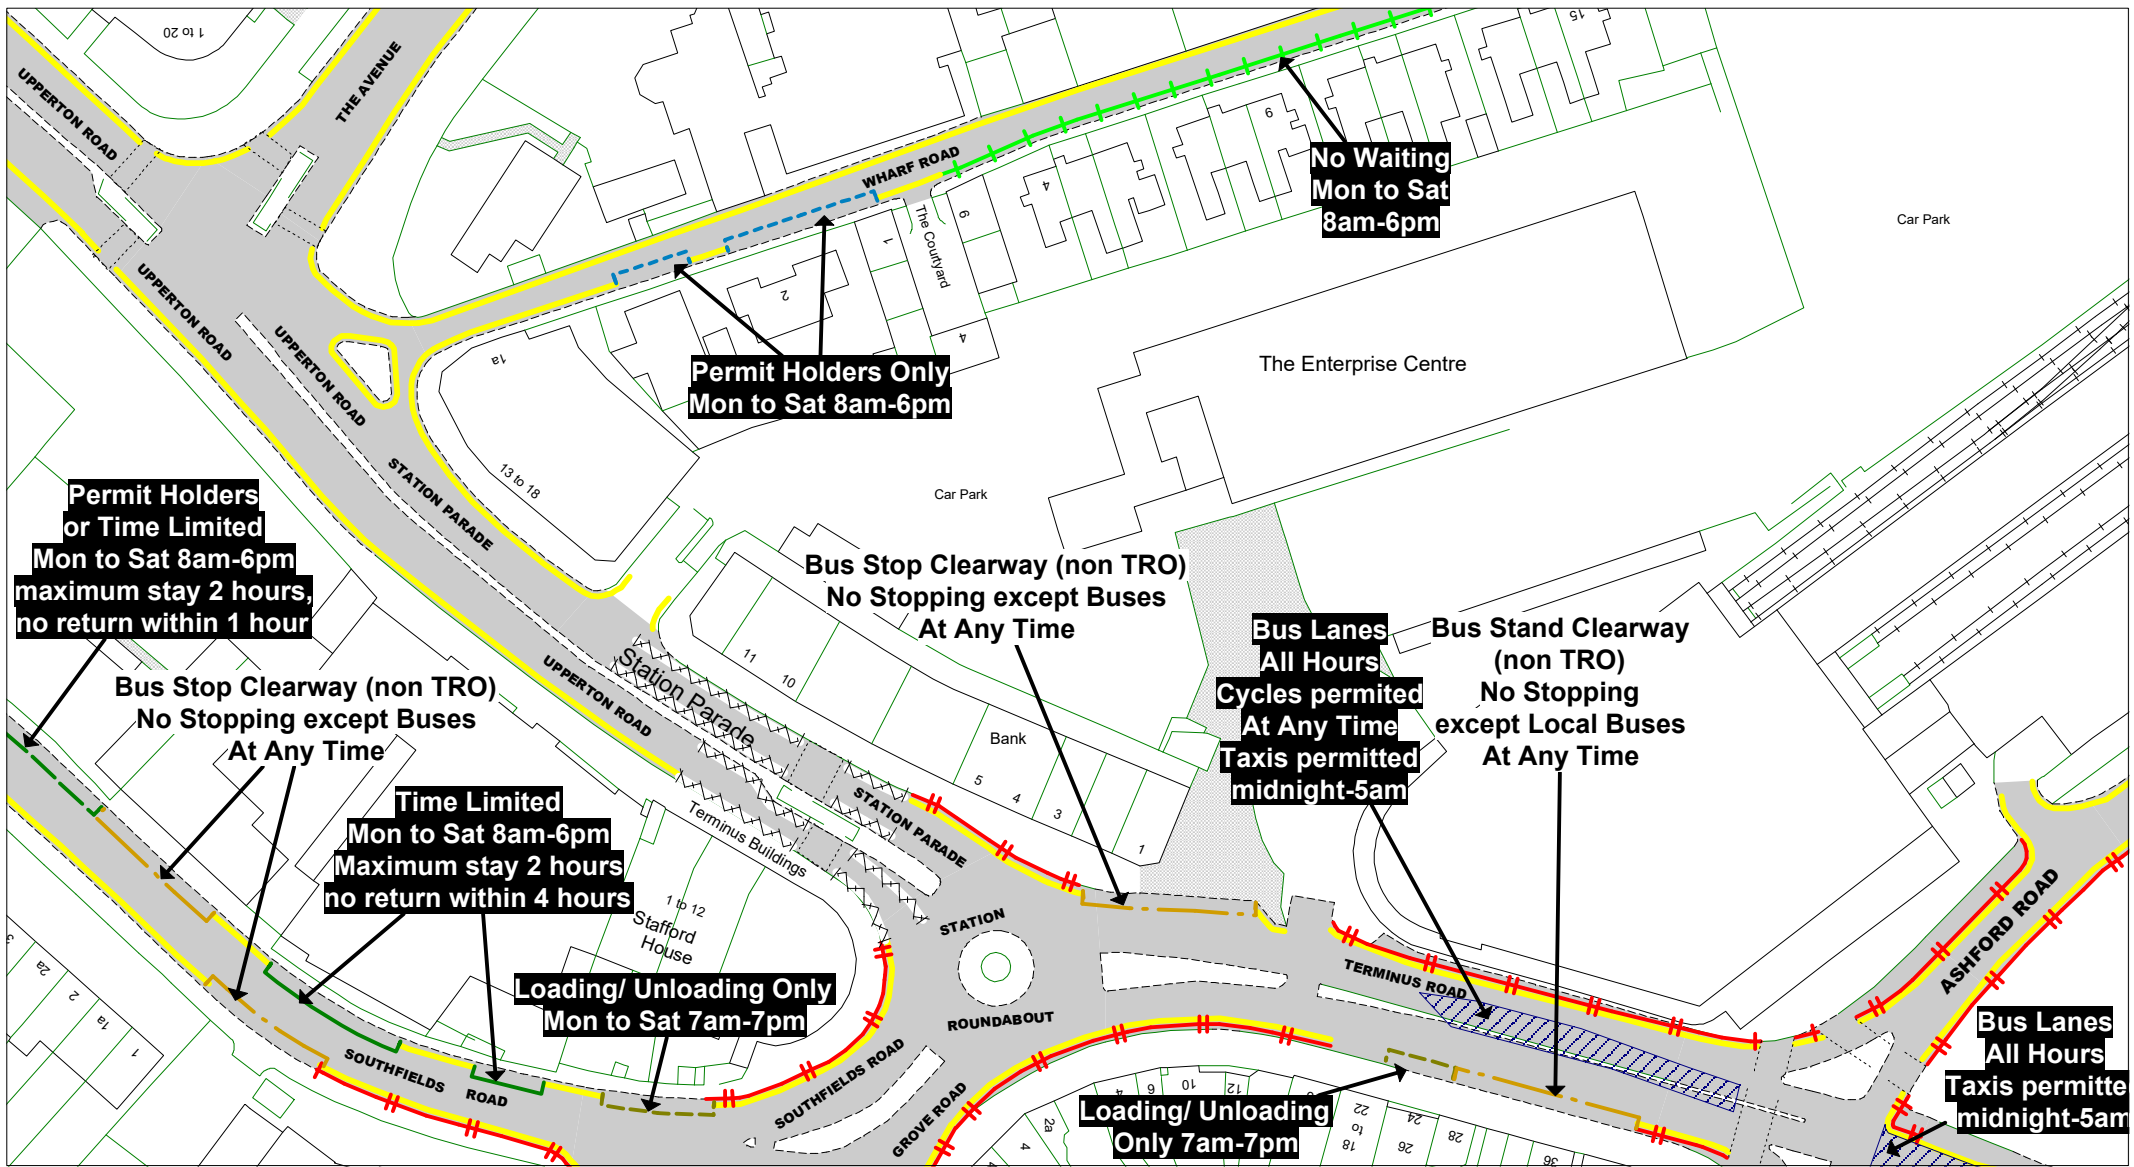 1 to 20
UPPERTON ROAD
THE AVENUE
15
No Waiting
Mon to Sat
8am-6pm
9
WHARF ROAD
4
6
The Courtyard
1
2
4
Car Park
UPPERTON ROAD
UPPERTON ROAD
1a
The Enterprise Centre
Permit Holders Only
Mon to Sat 8am-6pm
STATION PARADE
13 to 18
Car Park
Permit Holders
or Time Limited
Mon to Sat 8am-6pm
maximum stay 2 hours,
no return within 1 hour
Bus Stop Clearway (non TRO)
No Stopping except Buses
At Any Time
Bus Lanes
All Hours
Cycles permited
At Any Time
Taxis permitted
midnight-5am
Bus Stand Clearway
(non TRO)
No Stopping
except Local Buses
At Any Time
Bus Stop Clearway (non TRO)
No Stopping except Buses
At Any Time
UPPERTON ROAD
Station Parade
11
10
Bank
5
4
3
1
Time Limited
Mon to Sat 8am-6pm
Maximum stay 2 hours
no return within 4 hours
Terminus Buildings
STATION PARADE
1 to 12
Stafford
House
STATION
ROUNDABOUT
TERMINUS ROAD
ASHFORD ROAD
3
2a
2
1a
1
Loading/ Unloading Only
Mon to Sat 7am-7pm
SOUTHFIELDS
ROAD
SOUTHFIELDS ROAD
GROVE ROAD
2a
4
4
6
10
12
Loading/ Unloading
Only 7am-7pm
22
to
18
24
26
28
36
Bus Lanes
All Hours
Taxis permitte
midnight-5am